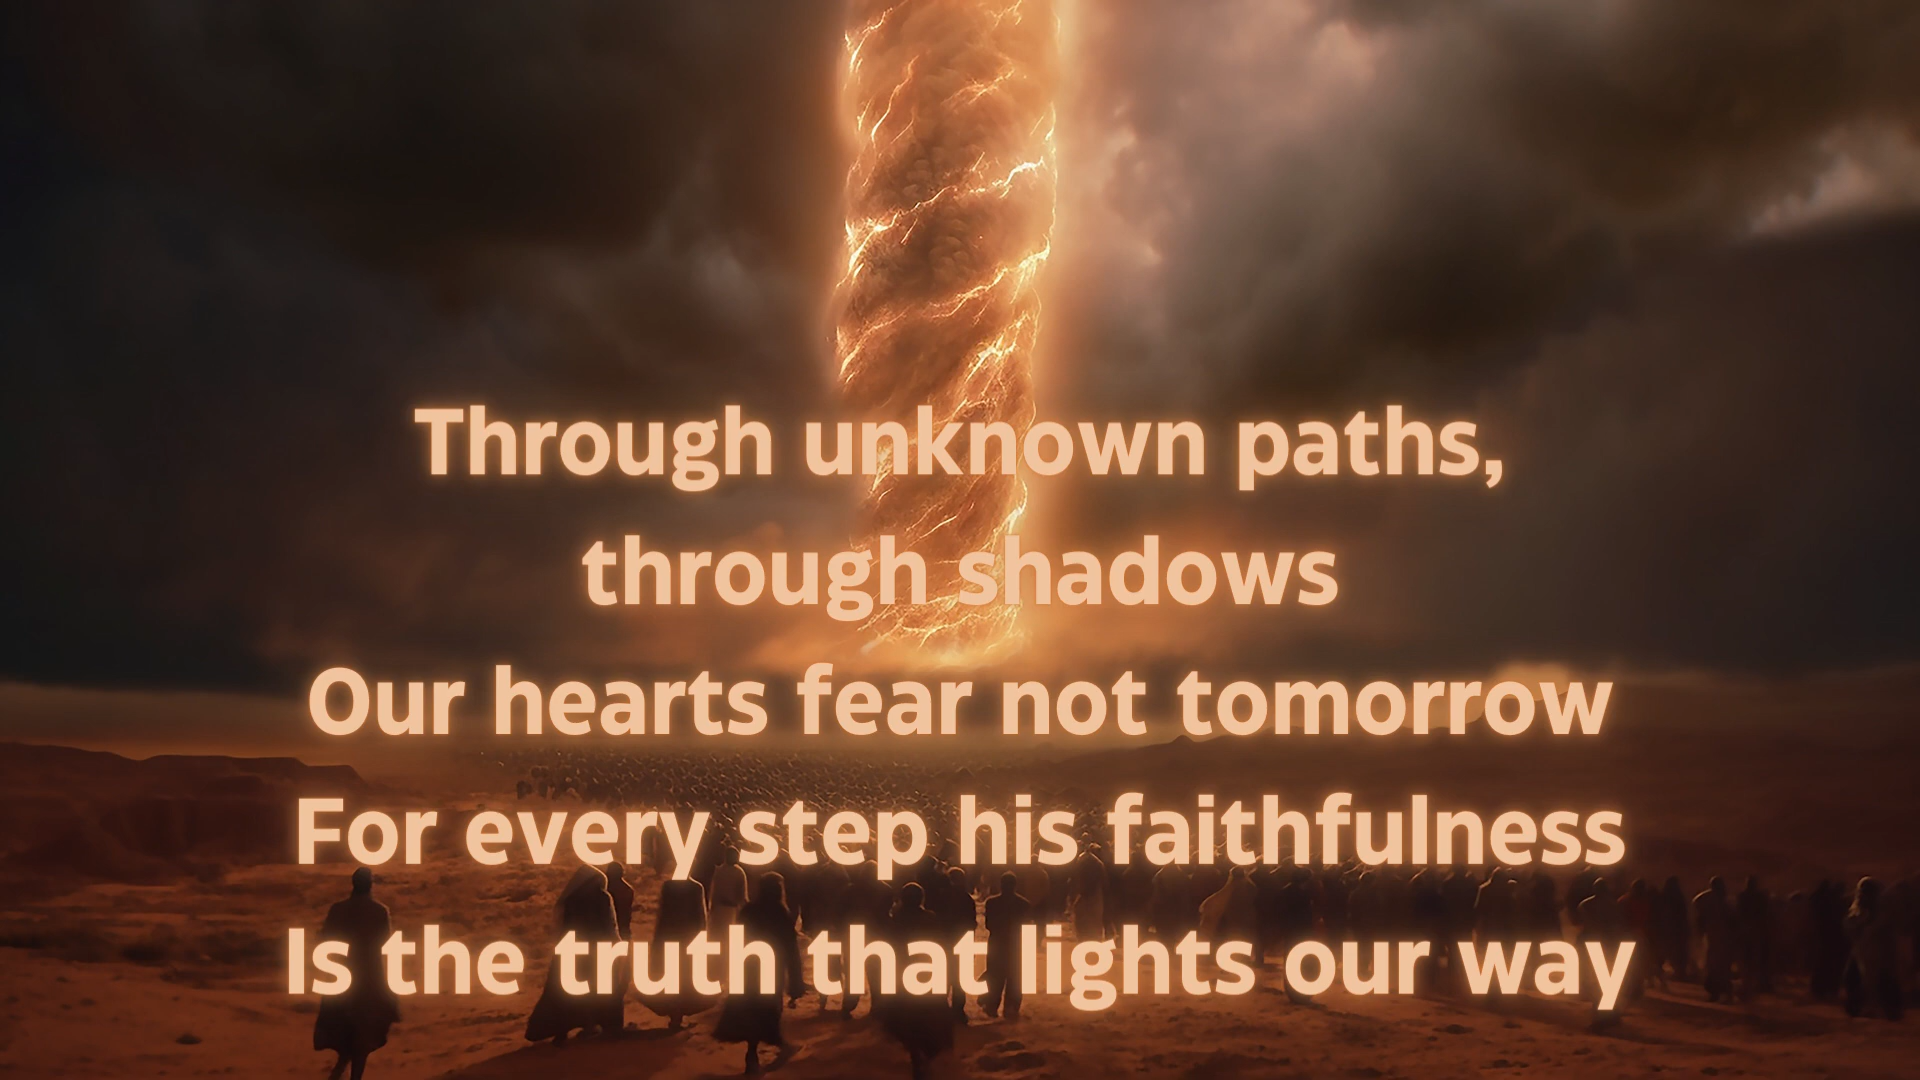 Through unknown paths,
through shadows
Our hearts fear not tomorrow
For every step his faithfulness
Is the truth that lights our way